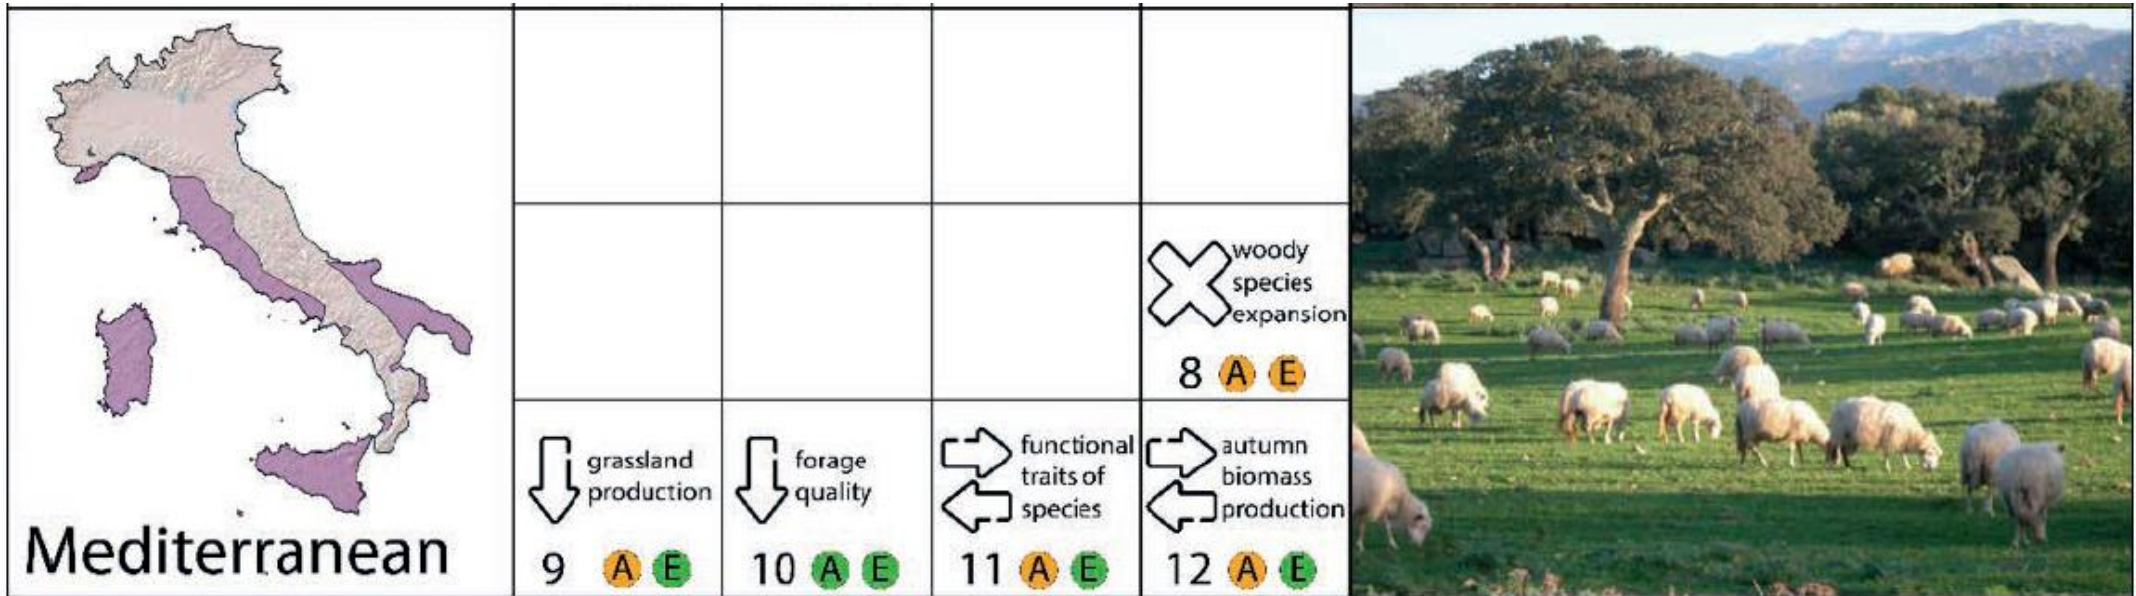 woody
species
expansion
8 A E
grassland
production
9 A E
forage
quality
10 A E
functional
traits of
species
11 A E
autumn
biomass
production
12 A E
Mediterranean